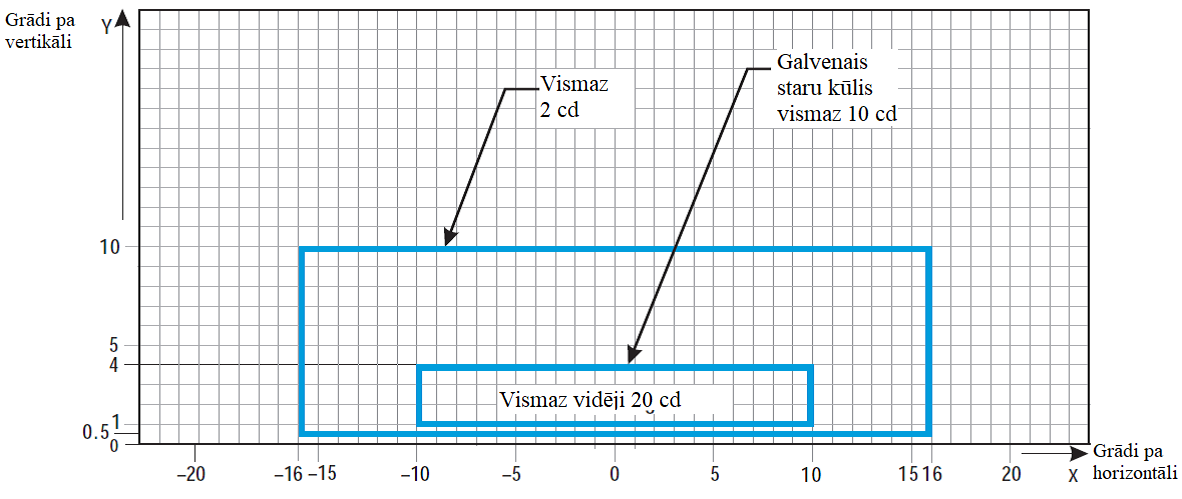 Grādi pa
vertikāli
Y
Vismaz
2 cd
Galvenais
staru kūlis
vismaz 10 cd
10
5
4
Vismaz vidēji 20 cd
1
0.5
0
–20
–16
–15
–10
–5
0
5
10
15
16
20
X
Grādi pa
horizontāli